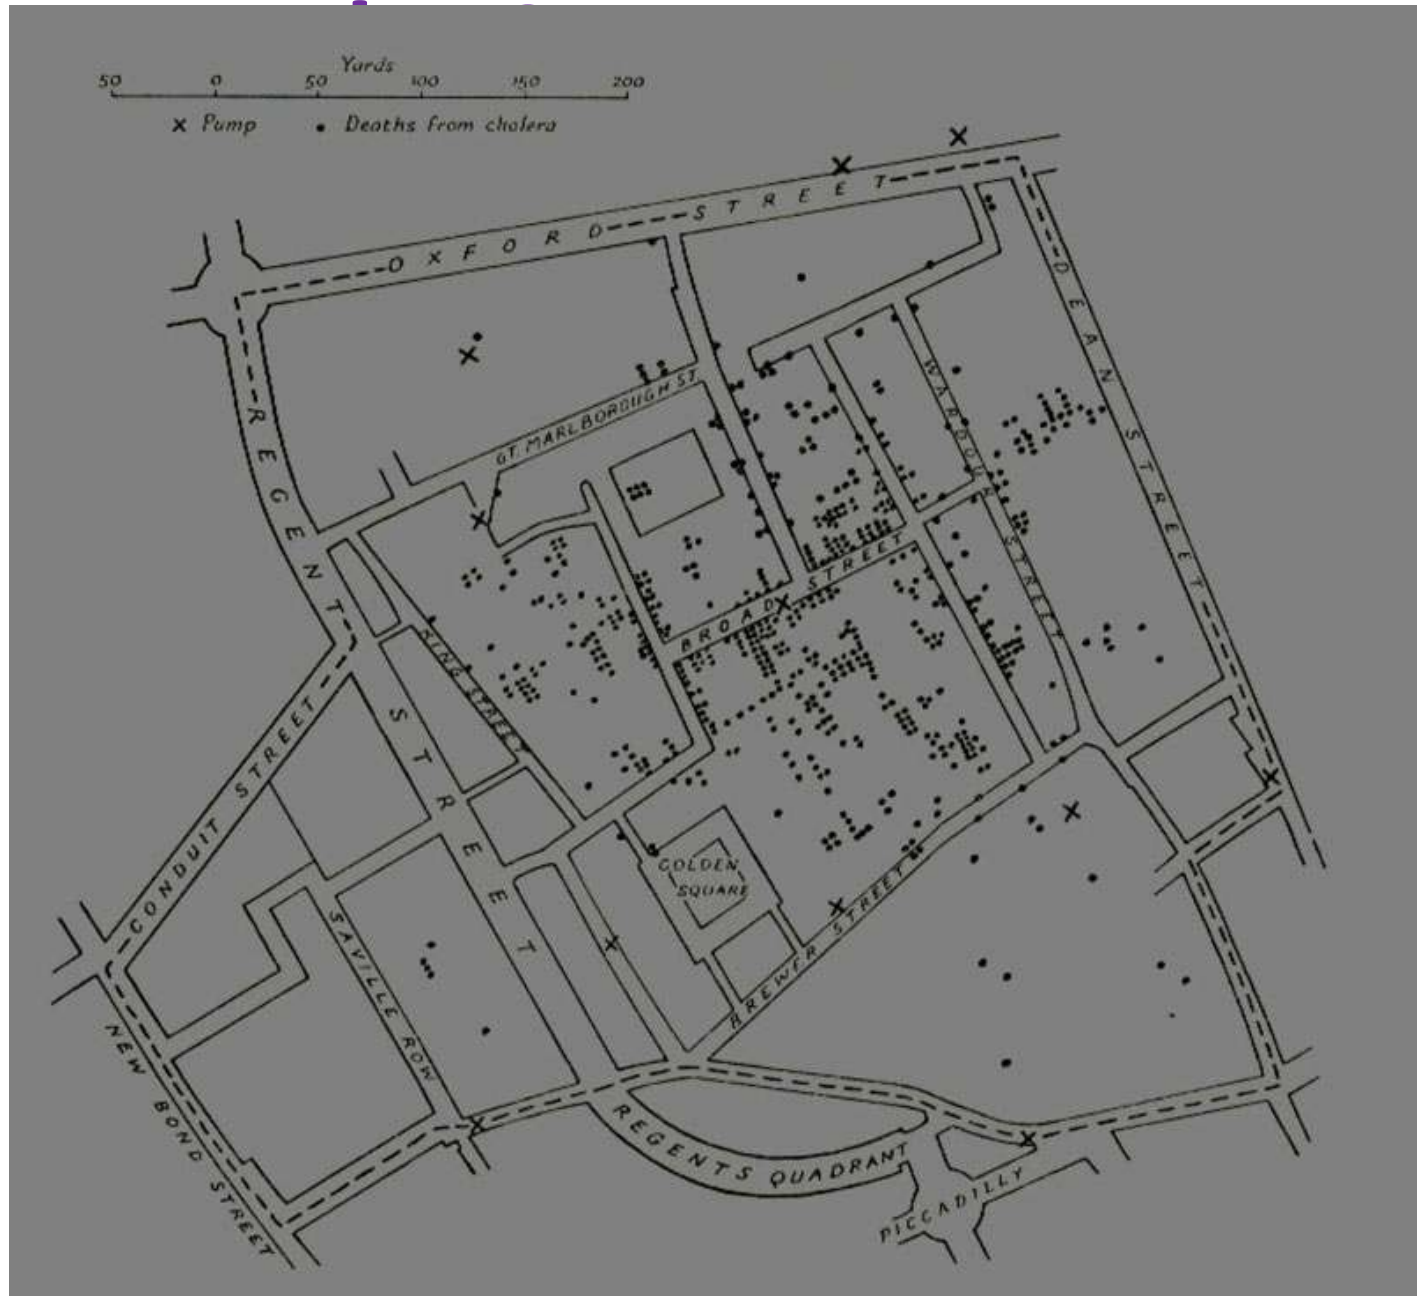 Yards
50 0 50 100 150 200
× Pump • Deaths from cholera
OXFORD STREET
DEAN STREET
REGENT STREET
GT. MARLBOROUGH ST.
WARDOUR STREET
BROAD STREET
KING STREET
CONDUIT STREET
GOLDEN
SQUARE
SAVILLE ROW
BREWER STREET
NEW BOND STREET
REGENTS QUADRANT
PICCADILLY